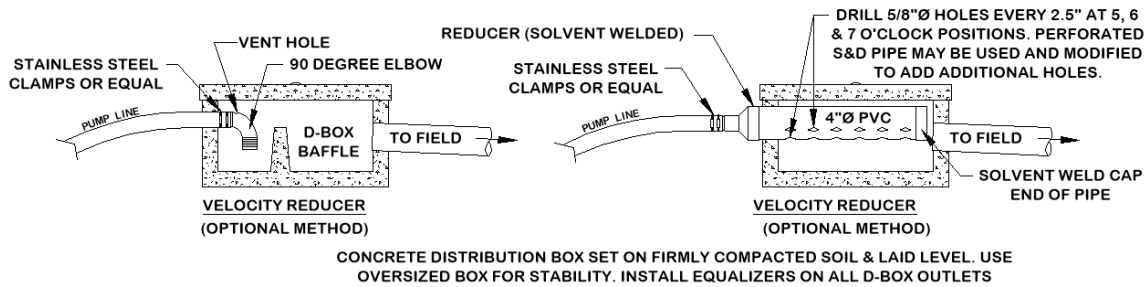 VENT HOLE
90 DEGREE ELBOW
STAINLESS STEEL
CLAMPS OR EQUAL
PUMP LINE
D-BOX
BAFFLE
TO FIELD
VELOCITY REDUCER
(OPTIONAL METHOD)
DRILL 5/8"Ø HOLES EVERY 2.5" AT 5, 6
& 7 O'CLOCK POSITIONS. PERFORATED
S&D PIPE MAY BE USED AND MODIFIED
TO ADD ADDITIONAL HOLES.
REDUCER (SOLVENT WELDED)
STAINLESS STEEL
CLAMPS OR EQUAL
PUMP LINE
4"Ø PVC
TO FIELD
SOLVENT WELD CAP
END OF PIPE
VELOCITY REDUCER
(OPTIONAL METHOD)
CONCRETE DISTRIBUTION BOX SET ON FIRMLY COMPACTED SOIL & LAID LEVEL. USE
OVERSIZED BOX FOR STABILITY. INSTALL EQUALIZERS ON ALL D-BOX OUTLETS